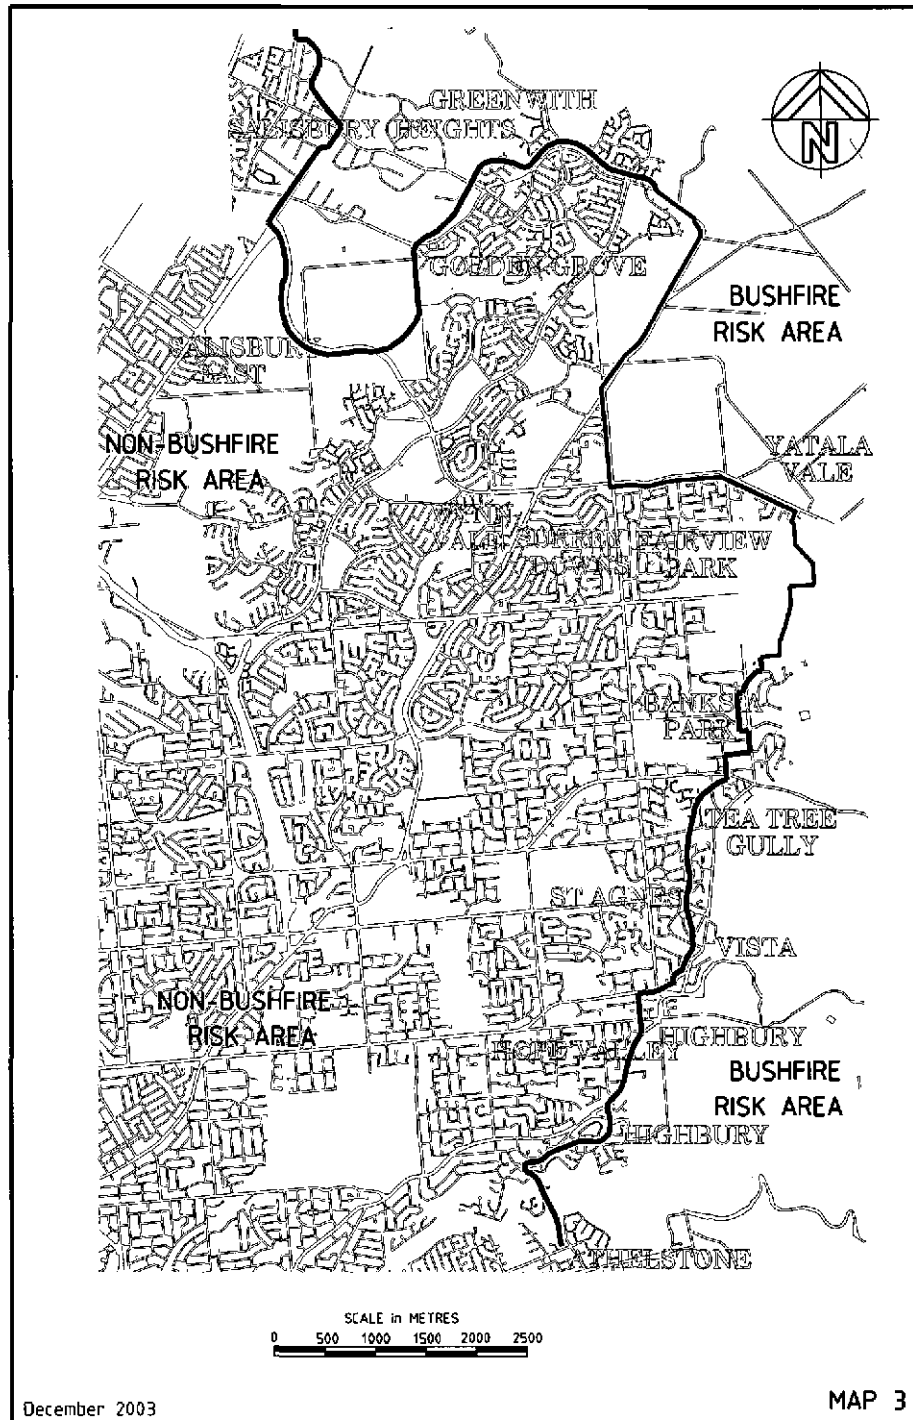 GREENWITH
SALISBURY HEIGHTS
N
GOLDEN GROVE
BUSHFIRE
RISK AREA
SALISBURY
EAST
NON-BUSHFIRE
RISK AREA
YATALA
VALE
WYNN
VALE
SURREY
DOWNS
FAIRVIEW
PARK
BANKSIA
PARK
TEA TREE
GULLY
ST AGNES
VISTA
NON-BUSHFIRE
RISK AREA
HOPE VALLEY
HIGHBURY
BUSHFIRE
RISK AREA
HIGHBURY
ATHELSTONE
SCALE in METRES
0 500 1000 1500 2000 2500
December 2003
MAP 3